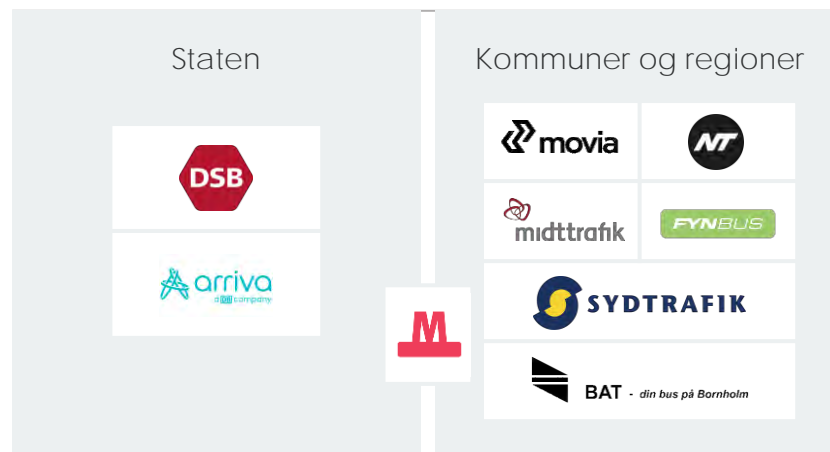 Staten
DSB
arriva
a DB company
M
Kommuner og regioner
movia
NT
midttrafik
FYNBUS
SYDTRAFIK
BAT - din bus på Bornholm